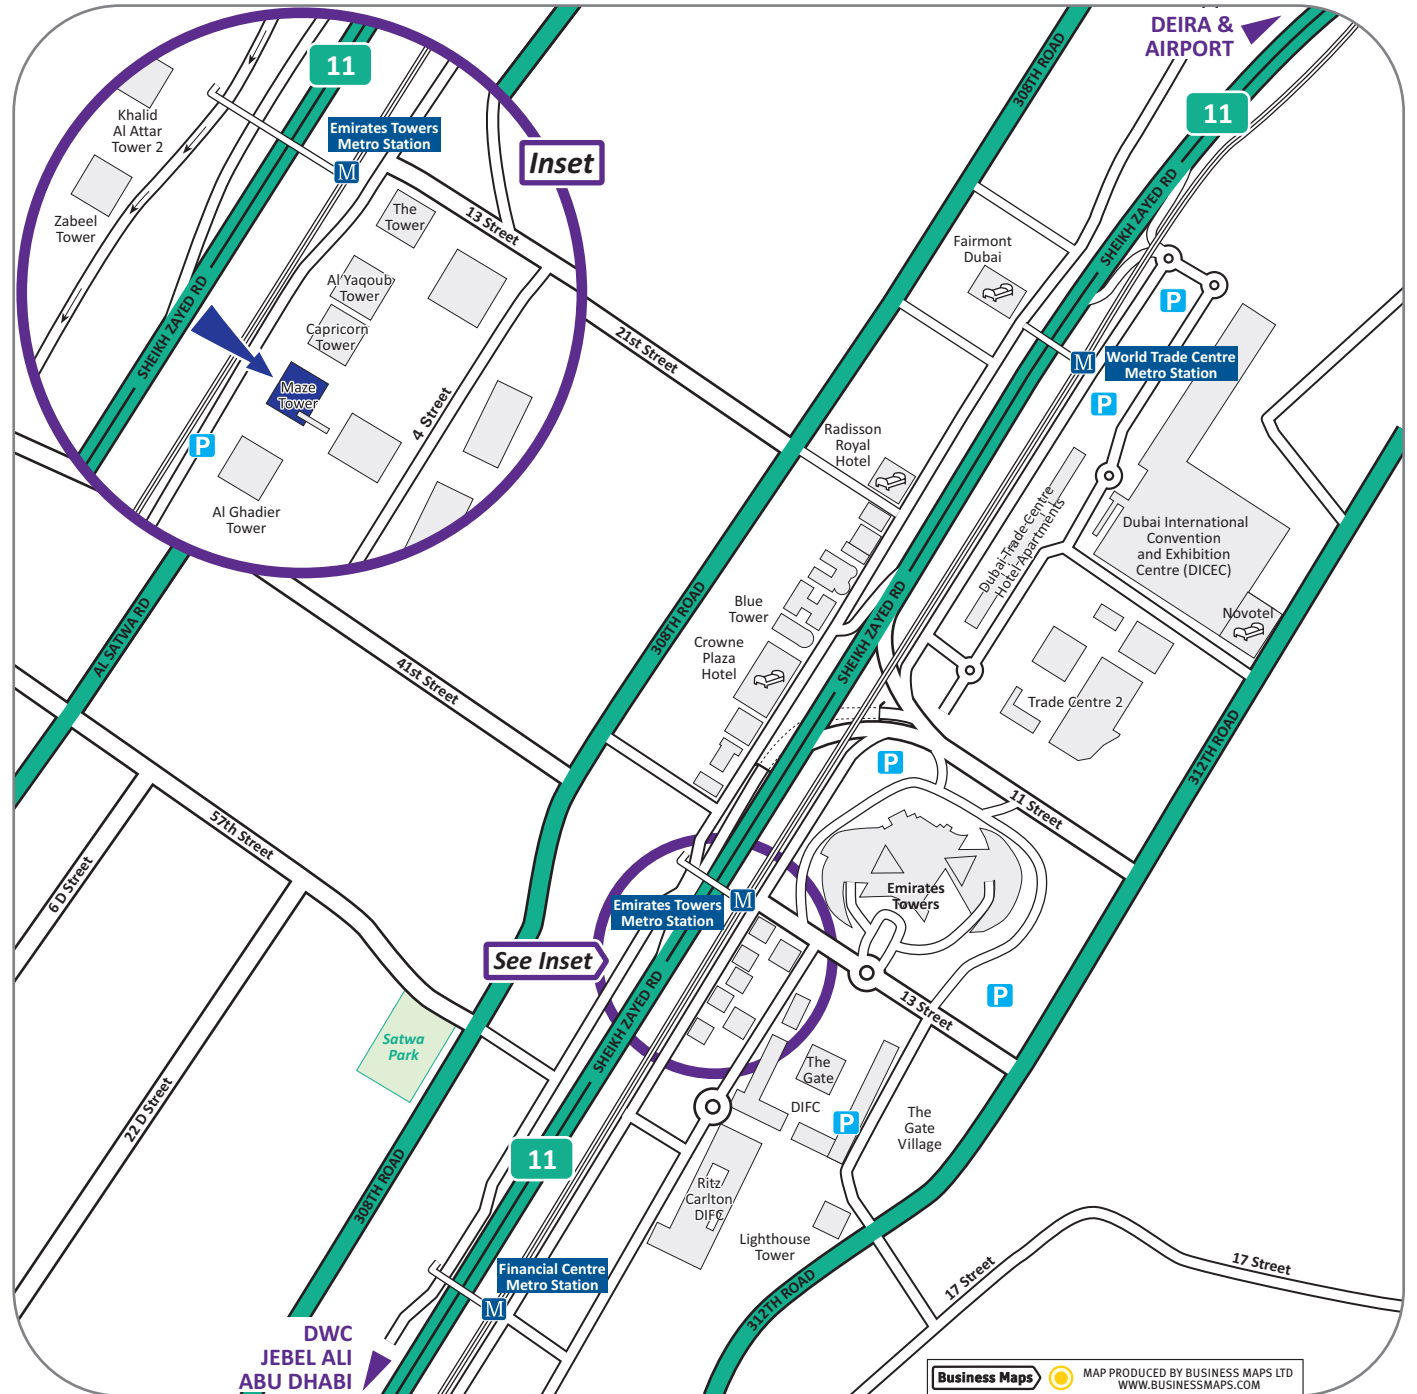 DEIRA &
AIRPORT
11
11
Khalid
Al Attar
Tower 2
Emirates Towers
Metro Station
M
Inset
Zabeel
Tower
The
Tower
13 Street
Al Yaqoub
Tower
Capricorn
Tower
SHEIKH ZAYED RD
Maze
Tower
4 Street
P
Al Ghadier
Tower
308TH ROAD
SHEIKH ZAYED RD
Fairmont
Dubai
P
21st Street
World Trade Centre
Metro Station
M
P
Radisson
Royal
Hotel
Dubai Trade Centre
Hotel Apartments
Dubai International
Convention
and Exhibition
Centre (DICEC)
Novotel
AL SATWA RD
308TH ROAD
Blue
Tower
Crowne
Plaza
Hotel
SHEIKH ZAYED RD
41st Street
Trade Centre 2
312TH ROAD
P
11 Street
57th Street
6 D Street
Emirates
Towers
Emirates Towers
Metro Station
M
See Inset
13 Street
P
SHEIKH ZAYED RD
Satwa
Park
The
Gate
DIFC
P
The
Gate
Village
22 D Street
11
308TH ROAD
Ritz
Carlton
DIFC
Lighthouse
Tower
Financial Centre
Metro Station
M
17 Street
17 Street
312TH ROAD
DWC
JEBEL ALI
ABU DHABI
Business Maps
MAP PRODUCED BY BUSINESS MAPS LTD
WWW.BUSINESSMAPS.COM